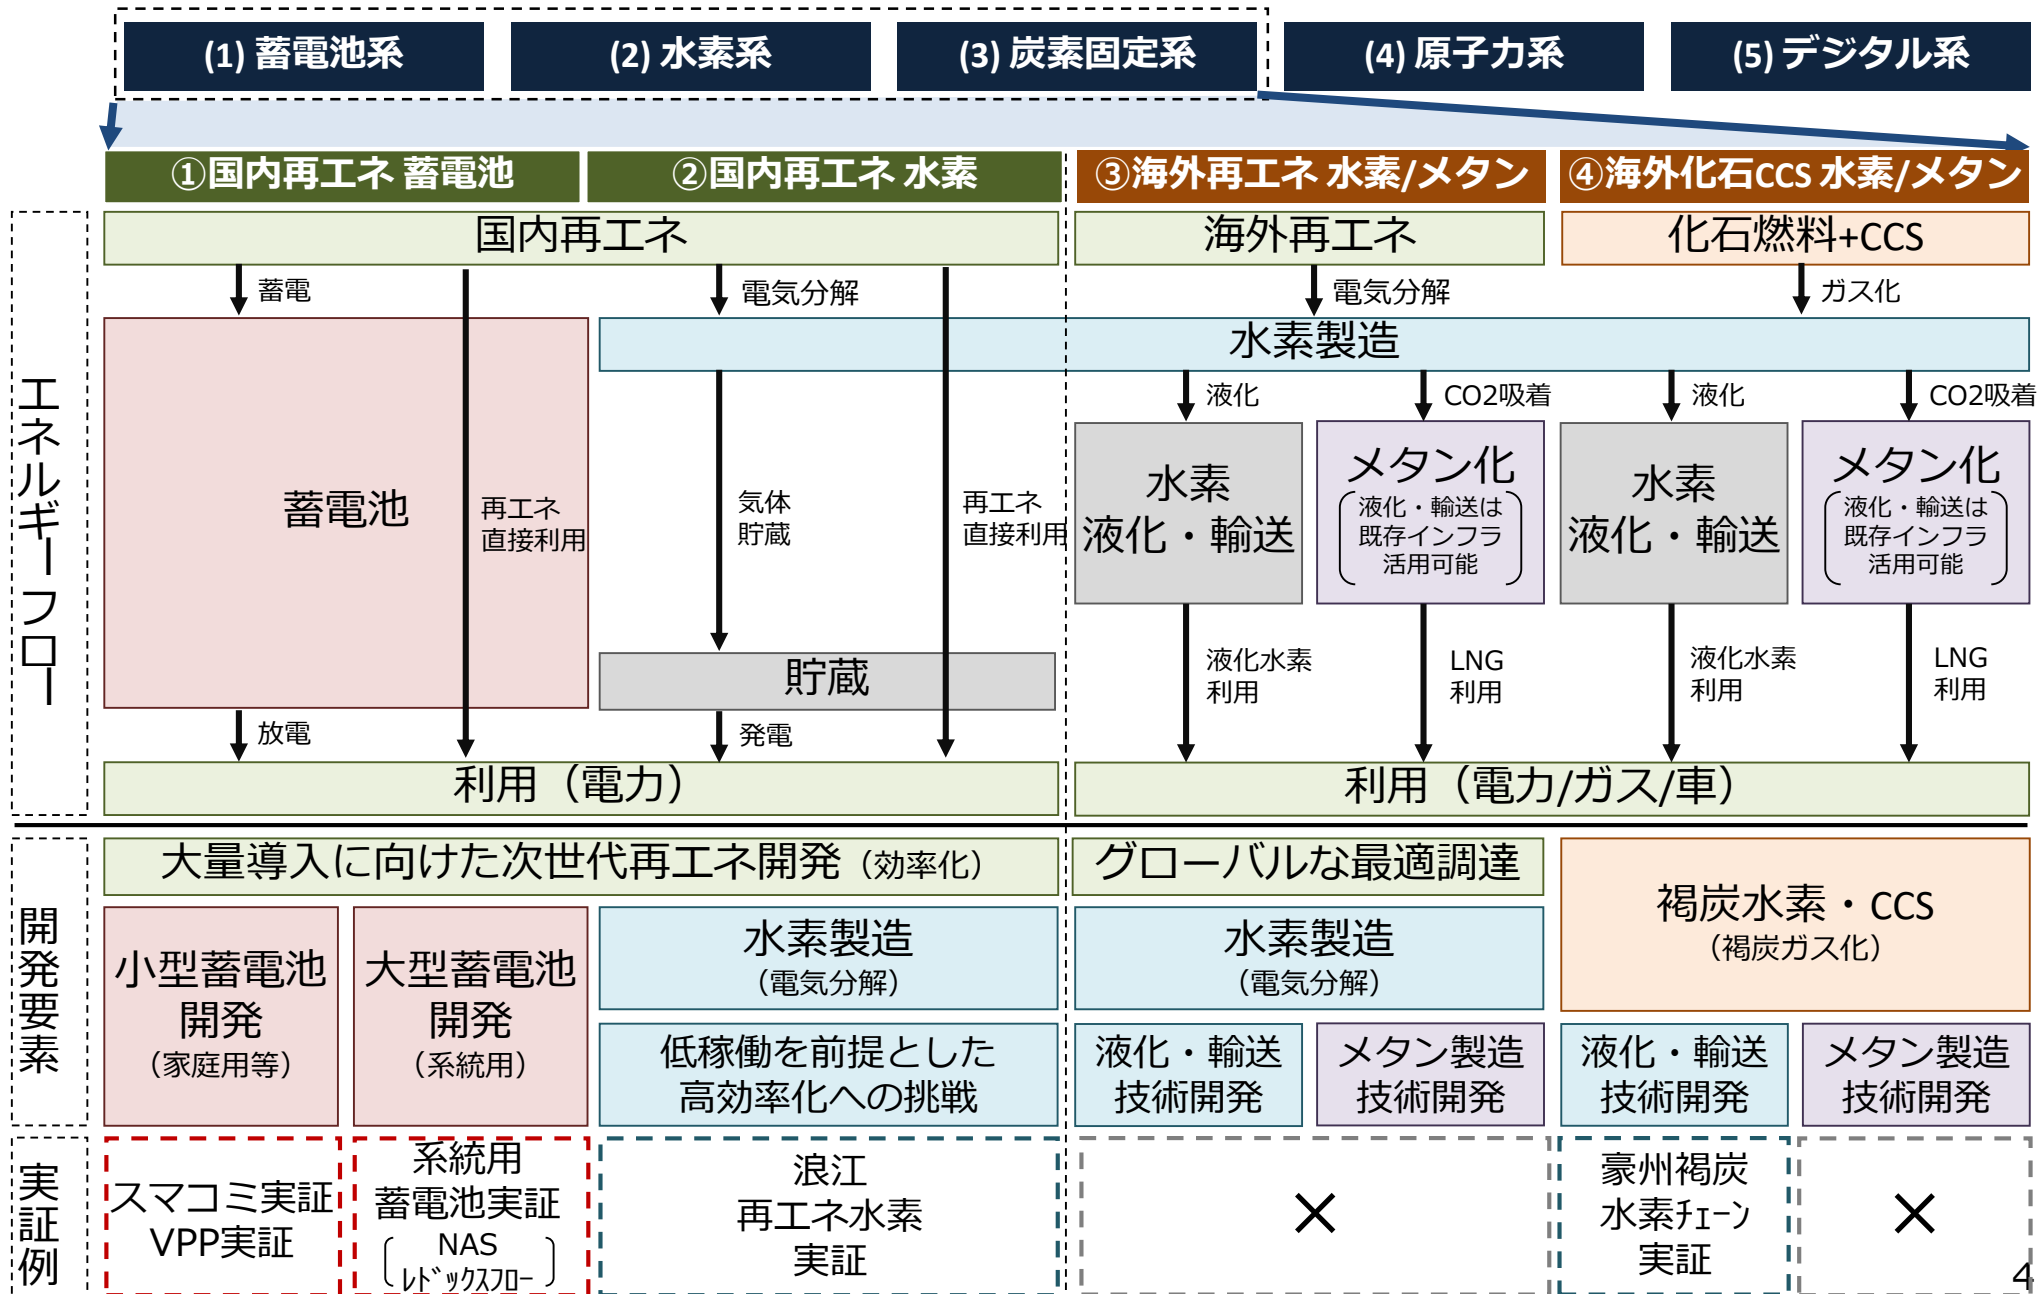 (1) 蓄電池系
(2) 水素系
(3) 炭素固定系
(4) 原子力系
(5) デジタル系
①国内再エネ 蓄電池
②国内再エネ 水素
③海外再エネ 水素/メタン
④海外化石CCS 水素/メタン
エネルギーフロー
国内再エネ
海外再エネ
化石燃料+CCS
蓄電
電気分解
電気分解
ガス化
水素製造
液化
CO2吸着
液化
CO2吸着
蓄電池
再エネ
直接利用
気体
貯蔵
再エネ
直接利用
水素
液化・輸送
メタン化
液化・輸送は
既存インフラ
活用可能
水素
液化・輸送
メタン化
液化・輸送は
既存インフラ
活用可能
貯蔵
液化水素
利用
LNG
利用
液化水素
利用
LNG
利用
放電
発電
利用（電力）
利用（電力/ガス/車）
開発要素
大量導入に向けた次世代再エネ開発（効率化）
グローバルな最適調達
褐炭水素・CCS
（褐炭ガス化）
小型蓄電池
開発
（家庭用等）
大型蓄電池
開発
（系統用）
水素製造
（電気分解）
水素製造
（電気分解）
低稼働を前提とした
高効率化への挑戦
液化・輸送
技術開発
メタン製造
技術開発
液化・輸送
技術開発
メタン製造
技術開発
実証例
スマコミ実証
VPP実証
系統用
蓄電池実証
NAS
ﾚﾄﾞｯｸｽﾌﾛｰ
浪江
再エネ水素
実証
×
豪州褐炭
水素ﾁｪｰﾝ
実証
×
4